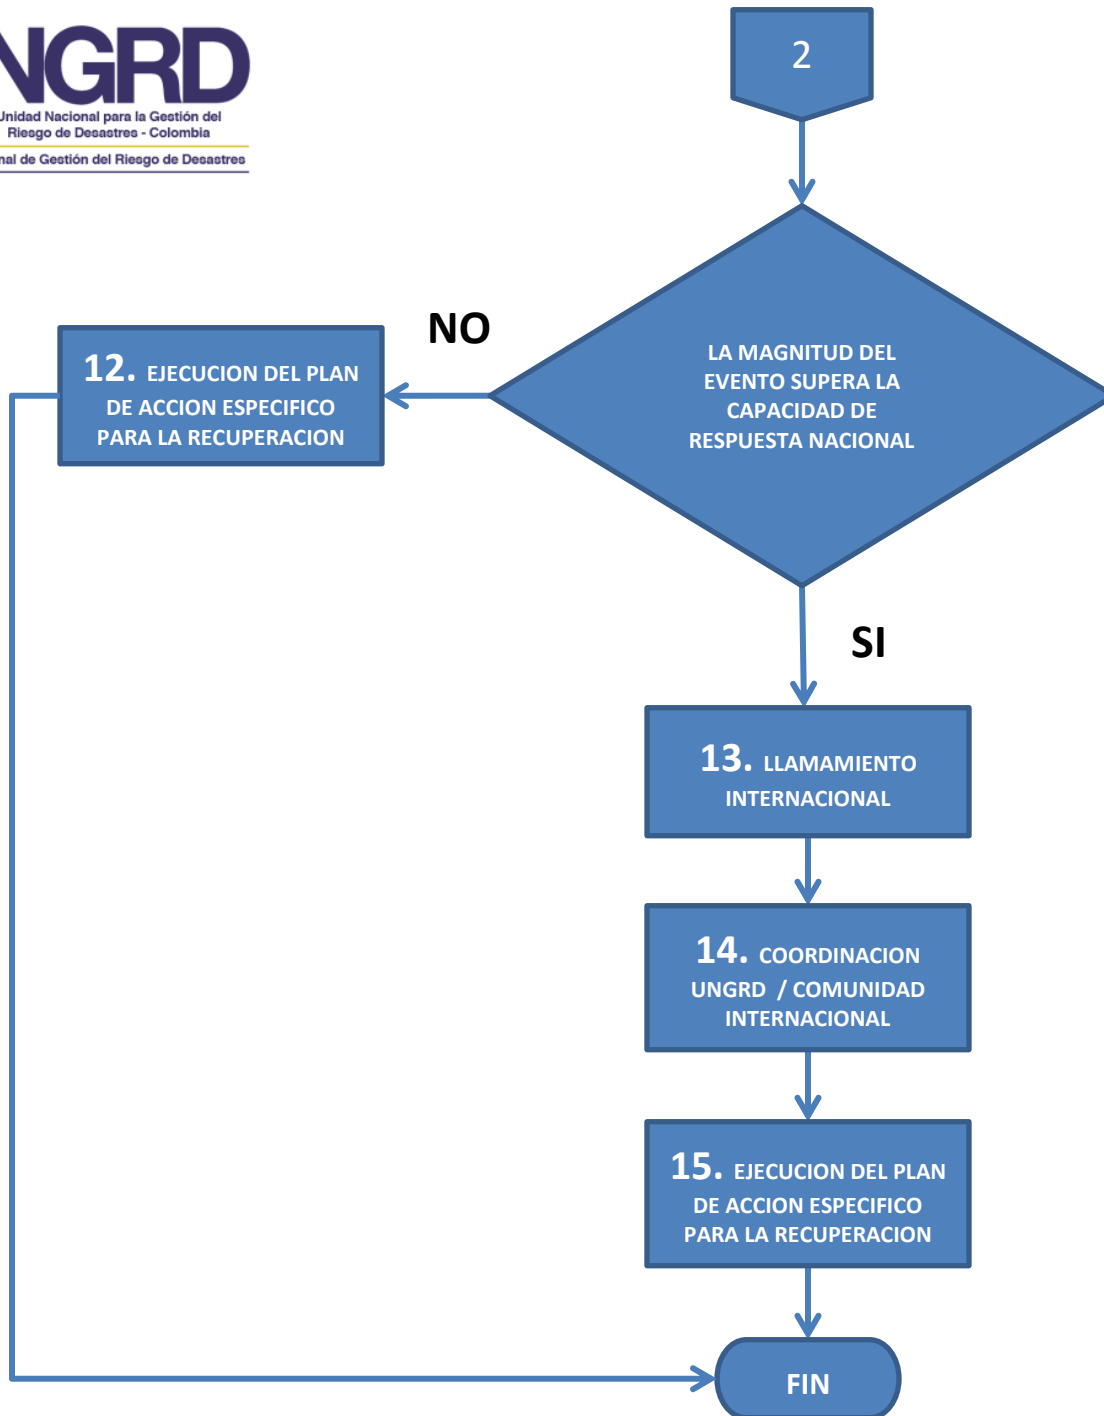 NGRD
Unidad Nacional para la Gestión del
Riesgo de Desastres - Colombia
nal de Gestión del Riesgo de Desastres
2
LA MAGNITUD DEL
EVENTO SUPERA LA
CAPACIDAD DE
RESPUESTA NACIONAL
NO
12. EJECUCION DEL PLAN
DE ACCION ESPECIFICO
PARA LA RECUPERACION
SI
13. LLAMAMIENTO
INTERNACIONAL
14. COORDINACION
UNGRD / COMUNIDAD
INTERNACIONAL
15. EJECUCION DEL PLAN
DE ACCION ESPECIFICO
PARA LA RECUPERACION
FIN